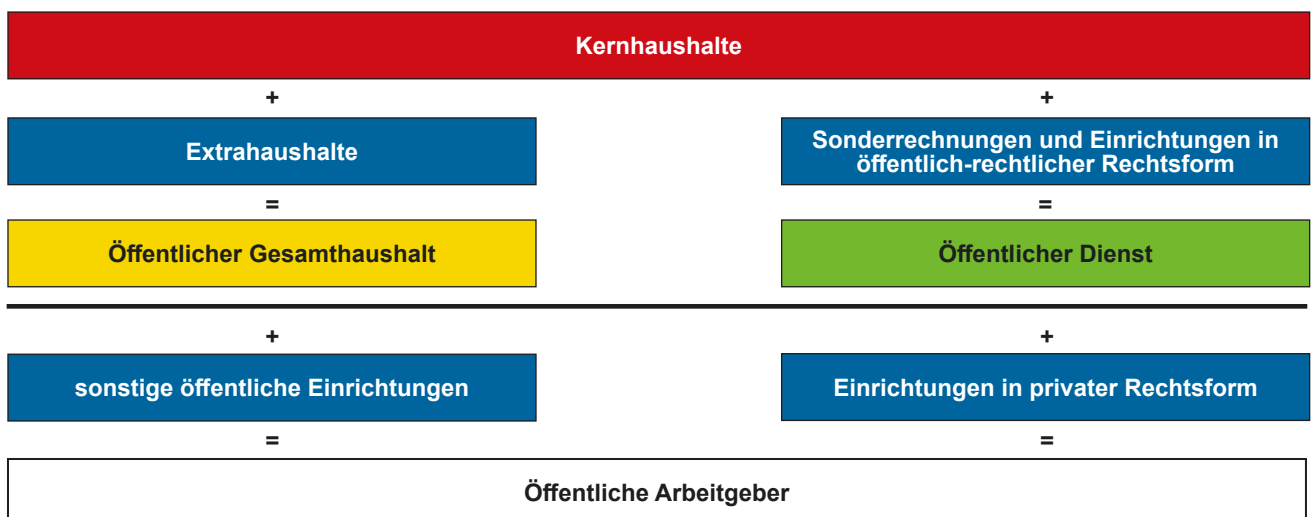 Kernhaushalte
+ +
Extrahaushalte
Sonderrechnungen und Einrichtungen in
öffentlich-rechtlicher Rechtsform
= =
Öffentlicher Gesamthaushalt
Öffentlicher Dienst
+ +
sonstige öffentliche Einrichtungen
Einrichtungen in privater Rechtsform
= =
Öffentliche Arbeitgeber